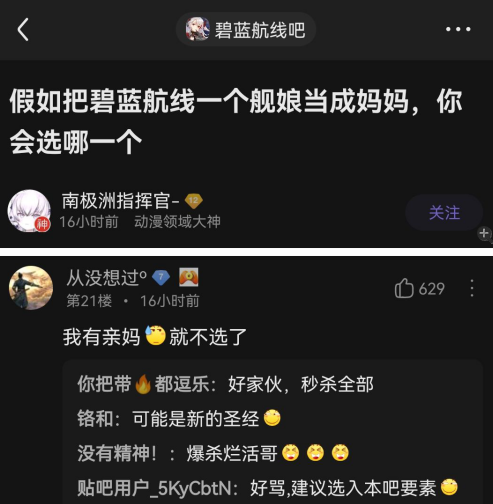 碧蓝航线吧
假如把碧蓝航线一个舰娘当成妈妈，你
会选哪一个
南极洲指挥官- 12
神
16小时前 动漫领域大神
关注
从没想过º 7
第21楼 · 16小时前
629
我有亲妈😅就不选了
你把带🔥都逗乐：好家伙，秒杀全部
铬和：可能是新的圣经
没有精神！：爆杀烂活哥
贴吧用户_5KyCbtN：好骂,建议选入本吧要素